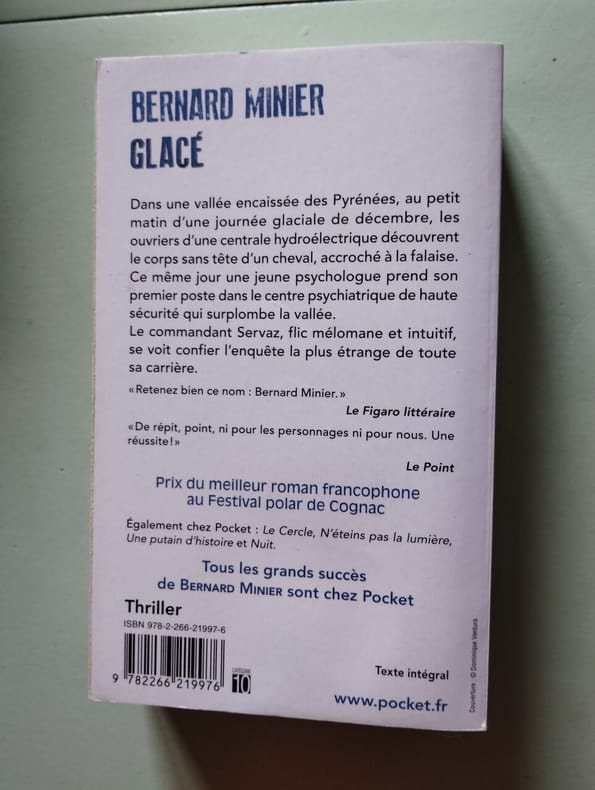 BERNARD MINIER
GLACÉ
Dans une vallée encaissée des Pyrénées, au petit
matin d'une journée glaciale de décembre, les
ouvriers d'une centrale hydroélectrique découvrent
le corps sans tête d'un cheval, accroché à la falaise.
Ce même jour une jeune psychologue prend son
premier poste dans le centre psychiatrique de haute
sécurité qui surplombe la vallée.
Le commandant Servaz, flic mélomane et intuitif,
se voit confier l'enquête la plus étrange de toute
sa carrière.
« Retenez bien ce nom : Bernard Minier. »
Le Figaro littéraire
« De répit, point, ni pour les personnages ni pour nous. Une
réussite ! »
Le Point
Prix du meilleur roman francophone
au Festival polar de Cognac
Également chez Pocket : Le Cercle, N'éteins pas la lumière,
Une putain d'histoire et Nuit.
Tous les grands succès
de BERNARD MINIER sont chez Pocket
Thriller
ISBN 978-2-266-21997-6
9 782266 219976
CATÉGORIE
10
Texte intégral
www.pocket.fr
Couverture : © Dominique Ventura